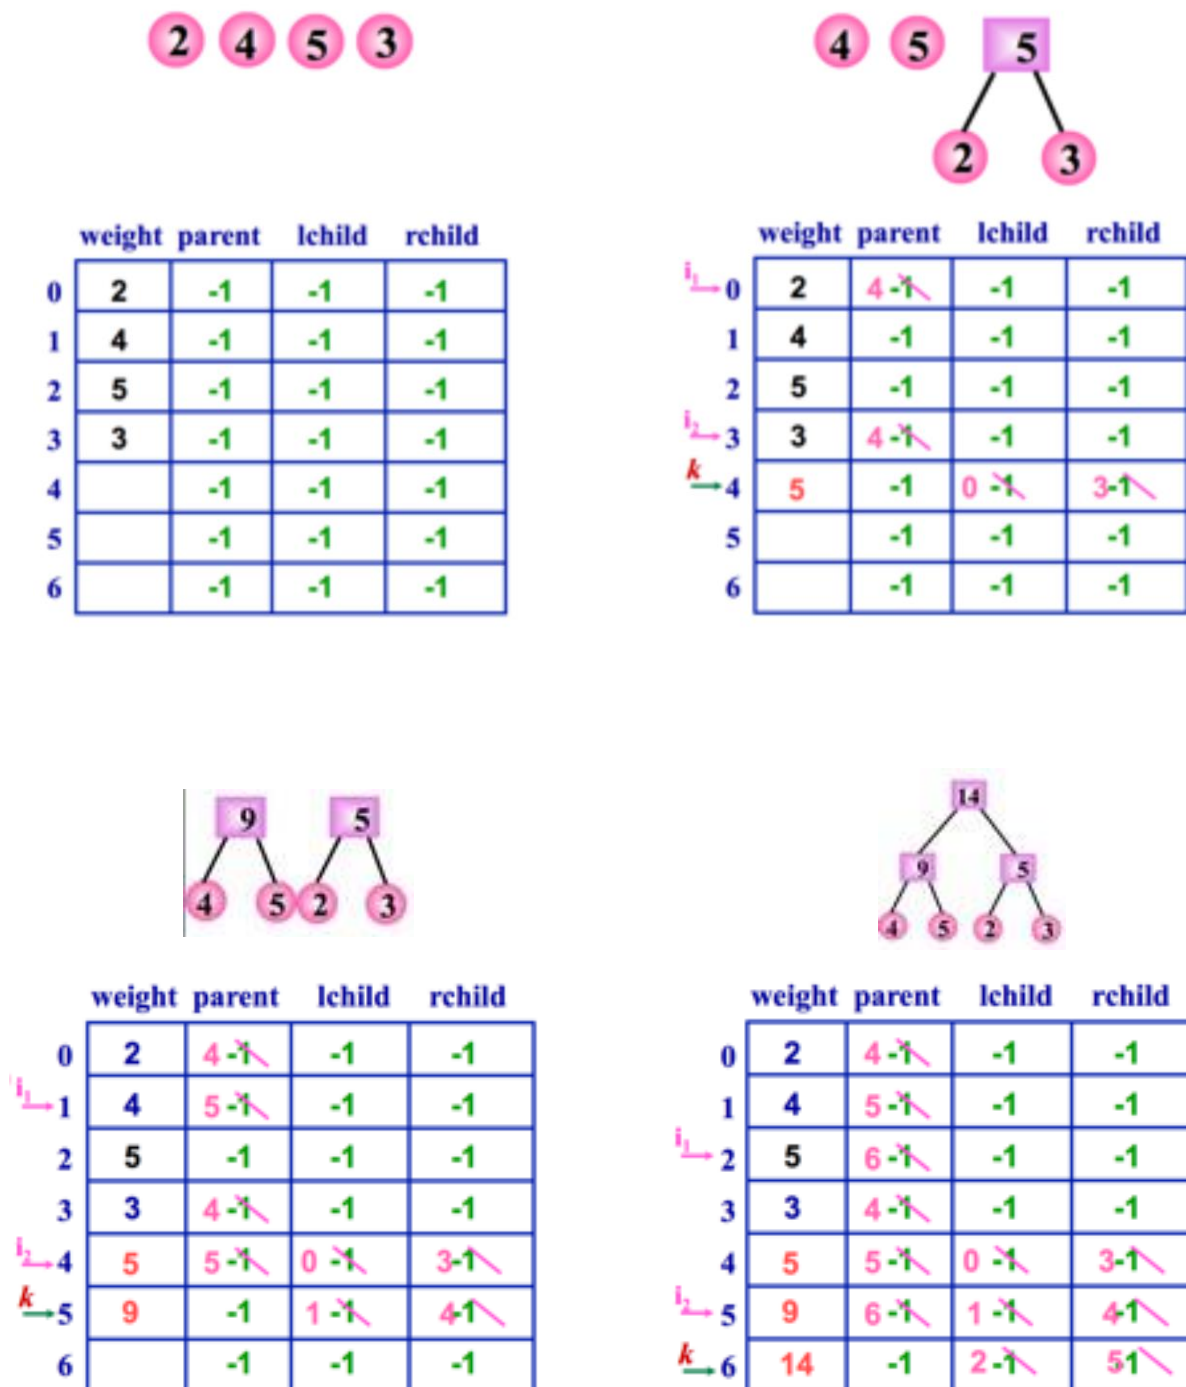 2 4 5 3
weight parent lchild rchild
0 2 -1 -1 -1
1 4 -1 -1 -1
2 5 -1 -1 -1
3 3 -1 -1 -1
4 -1 -1 -1
5 -1 -1 -1
6 -1 -1 -1
4 5 5
2 3
weight parent lchild rchild
i₁ 0 2 4 -1 -1 -1
1 4 -1 -1 -1
2 5 -1 -1 -1
i₂ 3 3 4 -1 -1 -1
k 4 5 -1 0 -1 3 -1
5 -1 -1 -1
6 -1 -1 -1
9 5
4 5 2 3
weight parent lchild rchild
0 2 4 -1 -1 -1
i₁ 1 4 5 -1 -1 -1
2 5 -1 -1 -1
3 3 4 -1 -1 -1
i₂ 4 5 5 -1 0 -1 3 -1
k 5 9 -1 1 -1 4 -1
6 -1 -1 -1
14
9 5
4 5 2 3
weight parent lchild rchild
0 2 4 -1 -1 -1
1 4 5 -1 -1 -1
i₁ 2 5 6 -1 -1 -1
3 3 4 -1 -1 -1
4 5 5 -1 0 -1 3 -1
i₂ 5 9 6 -1 1 -1 4 -1
k 6 14 -1 2 -1 5 -1